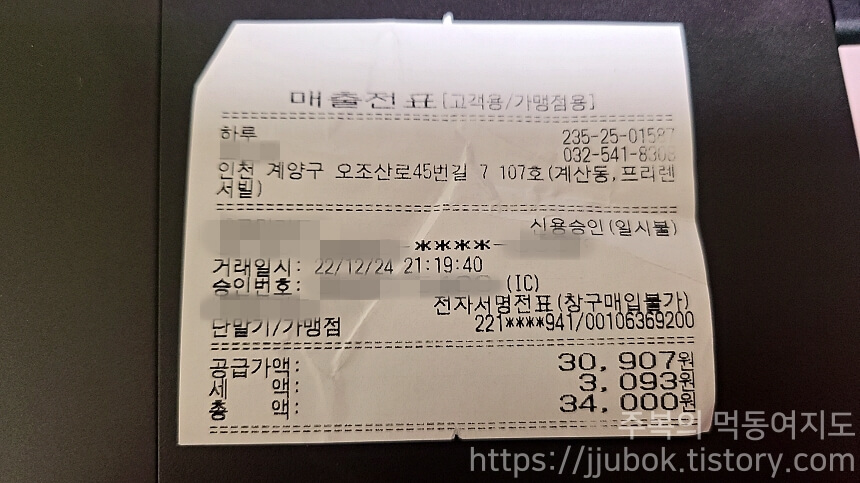 매출전표[고객용/가맹점용]
하루 235-25-01587
032-541-8308
인천 계양구 오조산로45번길 7 107호(계산동,프리렌
서빌)
신용승인(일시불)
-****-
거래일시: 22/12/24 21:19:40
승인번호: (IC)
전자서명전표(창구매입불가)
단말기/가맹점 221****941/00106369200
공급가액: 30,907원
세 액: 3,093원
총 액: 34,000원
주복의 먹동여지도
https://jjubok.tistory.com